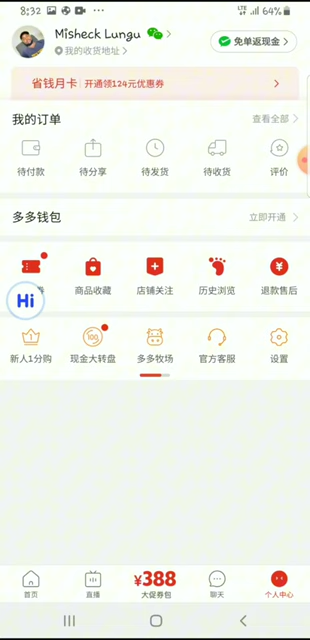 8:32
LTE 64%
Misheck Lungu
我的收货地址
免单返现金
省钱月卡 开通领124元优惠券
我的订单 查看全部
待付款 待分享 待发货 待收货 评价
多多钱包 立即开通
商品收藏 店铺关注 历史浏览 退款售后
Hi
新人1分购 现金大转盘 多多牧场 官方客服 设置
¥388
首页 直播 大促券包 聊天 个人中心